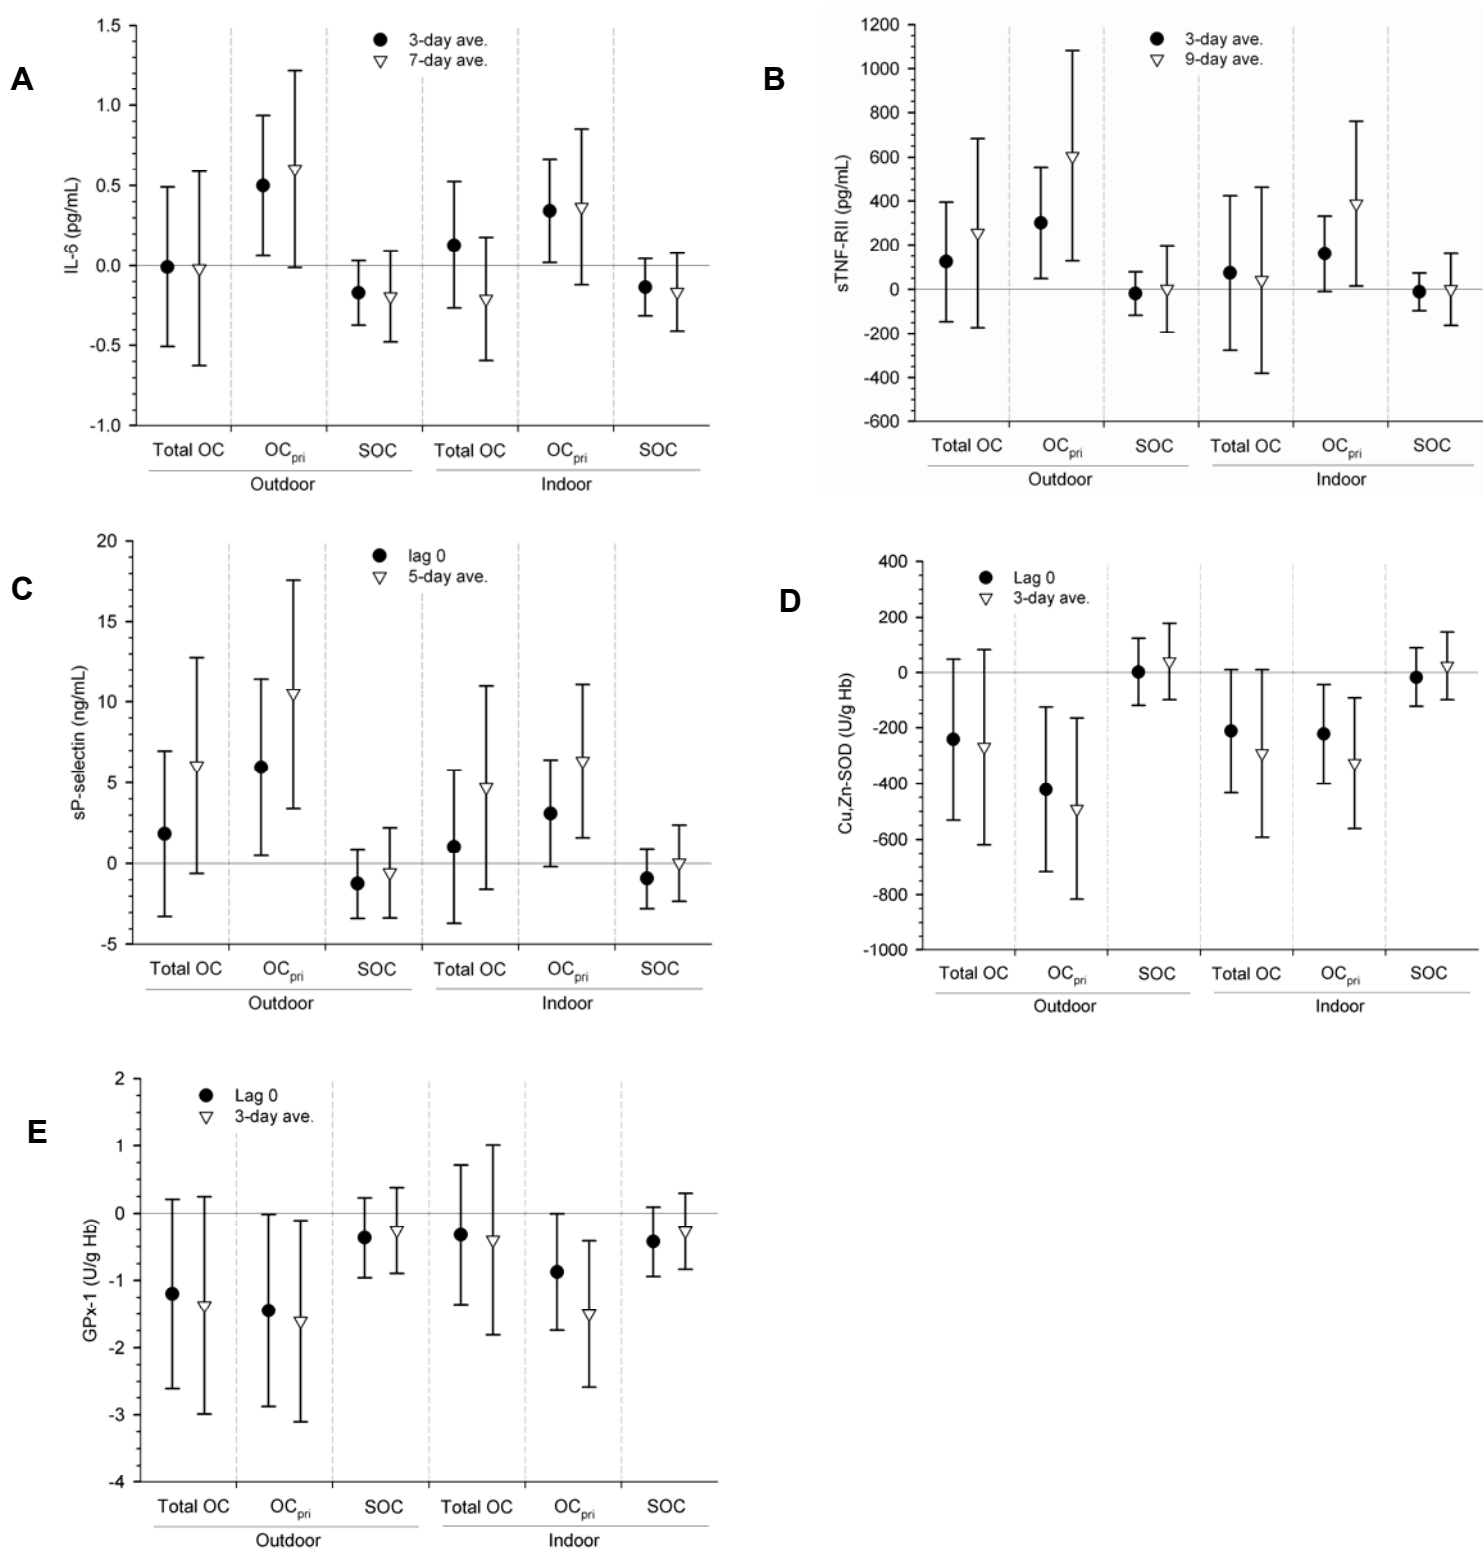 A
IL-6 (pg/mL)
3-day ave.
7-day ave.
1.5
1.0
0.5
0.0
-0.5
-1.0
Total OC OCpri SOC Total OC OCpri SOC
Outdoor Indoor
B
sTNF-RII (pg/mL)
3-day ave.
9-day ave.
1200
1000
800
600
400
200
0
-200
-400
-600
Total OC OCpri SOC Total OC OCpri SOC
Outdoor Indoor
C
sP-selectin (ng/mL)
lag 0
5-day ave.
20
15
10
5
0
-5
Total OC OCpri SOC Total OC OCpri SOC
Outdoor Indoor
D
Cu,Zn-SOD (U/g Hb)
Lag 0
3-day ave.
400
200
0
-200
-400
-600
-800
-1000
Total OC OCpri SOC Total OC OCpri SOC
Outdoor Indoor
E
GPx-1 (U/g Hb)
Lag 0
3-day ave.
2
1
0
-1
-2
-3
-4
Total OC OCpri SOC Total OC OCpri SOC
Outdoor Indoor